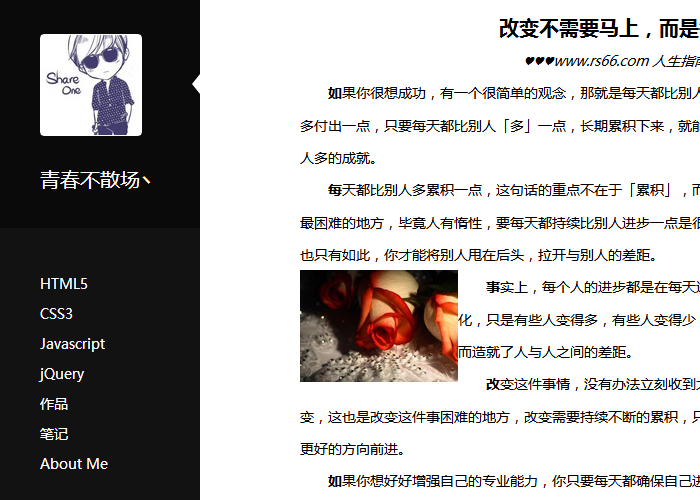 Share
One
青春不散场丶
HTML5
CSS3
Javascript
jQuery
作品
笔记
About Me
改变不需要马上，而是
♥♥♥www.rs66.com 人生指南
如果你很想成功，有一个很简单的观念，那就是每天都比别人
多付出一点，只要每天都比别人「多」一点，长期累积下来，就能
人多的成就。
每天都比别人多累积一点，这句话的重点不在于「累积」，而
最困难的地方，毕竟人有惰性，要每天都持续比别人进步一点是很
也只有如此，你才能将别人甩在后头，拉开与别人的差距。
事实上，每个人的进步都是在每天
化，只是有些人变得多，有些人变得少
而造就了人与人之间的差距。
改变这件事情，没有办法立刻收到
变，这也是改变这件事困难的地方，改变需要持续不断的累积，只
更好的方向前进。
如果你想好好增强自己的专业能力，你只要每天都确保自己进